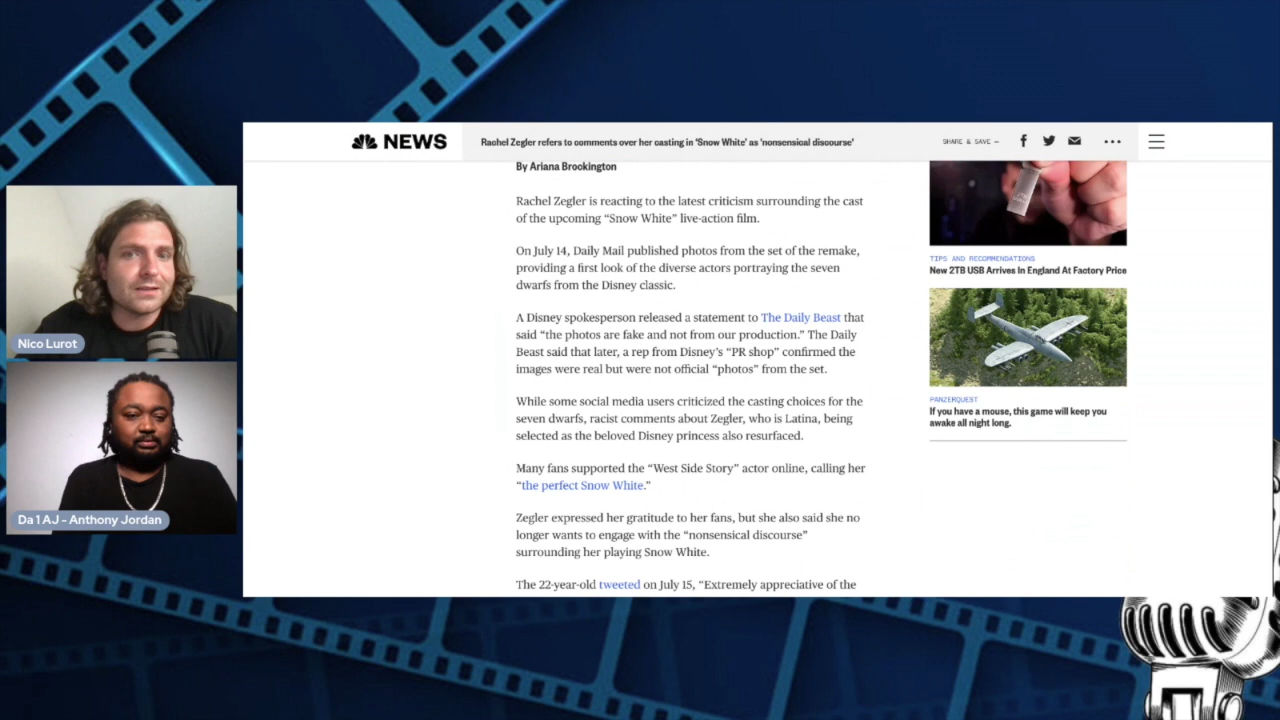 NEWS
Rachel Zegler refers to comments over her casting in 'Snow White' as 'nonsensical discourse'
SHARE & SAVE —
By Ariana Brookington
Rachel Zegler is reacting to the latest criticism surrounding the cast
of the upcoming “Snow White” live-action film.
On July 14, Daily Mail published photos from the set of the remake,
providing a first look of the diverse actors portraying the seven
dwarfs from the Disney classic.
A Disney spokesperson released a statement to The Daily Beast that
said “the photos are fake and not from our production.” The Daily
Beast said that later, a rep from Disney’s “PR shop” confirmed the
images were real but were not official “photos” from the set.
While some social media users criticized the casting choices for the
seven dwarfs, racist comments about Zegler, who is Latina, being
selected as the beloved Disney princess also resurfaced.
Many fans supported the “West Side Story” actor online, calling her
“the perfect Snow White.”
Zegler expressed her gratitude to her fans, but she also said she no
longer wants to engage with the “nonsensical discourse”
surrounding her playing Snow White.
The 22-year-old tweeted on July 15, “Extremely appreciative of the
TIPS AND RECOMMENDATIONS
New 2TB USB Arrives In England At Factory Price
PANZERQUEST
If you have a mouse, this game will keep you
awake all night long.
Nico Lurot
Da 1 AJ - Anthony Jordan